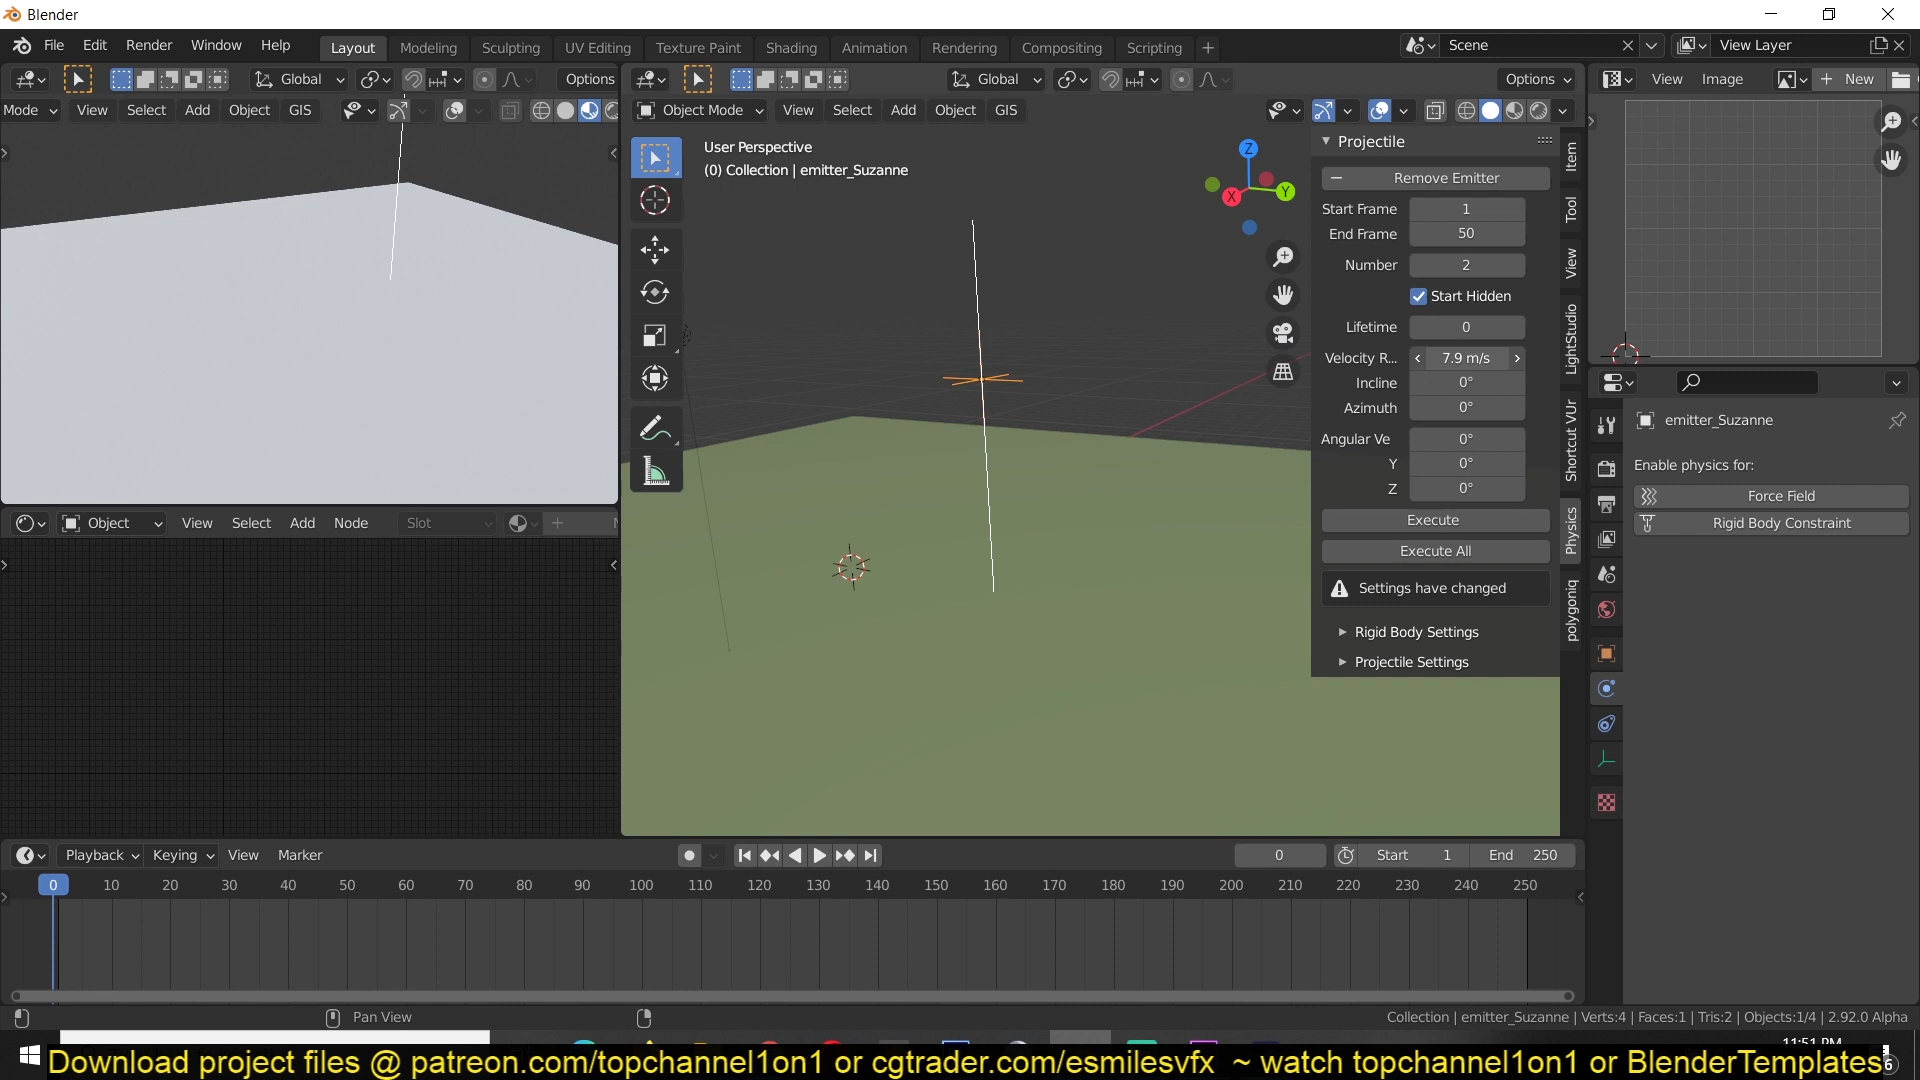 Blender
File Edit Render Window Help
Layout Modeling Sculpting UV Editing Texture Paint Shading Animation Rendering Compositing Scripting +
Scene
View Layer
Global
Options
Global
Options
View Image
New
Mode View Select Add Object GIS
Object Mode View Select Add Object GIS
User Perspective
(0) Collection | emitter_Suzanne
Z
Y
X
Projectile
Remove Emitter
Start Frame 1
End Frame 50
Number 2
Start Hidden
Lifetime 0
Velocity R... 7.9 m/s
Incline 0°
Azimuth 0°
Angular Ve 0°
Y 0°
Z 0°
Execute
Execute All
Settings have changed
Rigid Body Settings
Projectile Settings
Item
Tool
View
LightStudio
Shortcut VUr
Physics
polygoniq
emitter_Suzanne
Enable physics for:
Force Field
Rigid Body Constraint
Object View Select Add Node Slot
Playback Keying View Marker
0
Start 1
End 250
0 10 20 30 40 50 60 70 80 90 100 110 120 130 140 150 160 170 180 190 200 210 220 230 240 250
Pan View
Collection | emitter_Suzanne | Verts:4 | Faces:1 | Tris:2 | Objects:1/4 | 2.92.0 Alpha
11:51 PM
Download project files @ patreon.com/topchannel1on1 or cgtrader.com/esmilesvfx ~ watch topchannel1on1 or BlenderTemplates
6